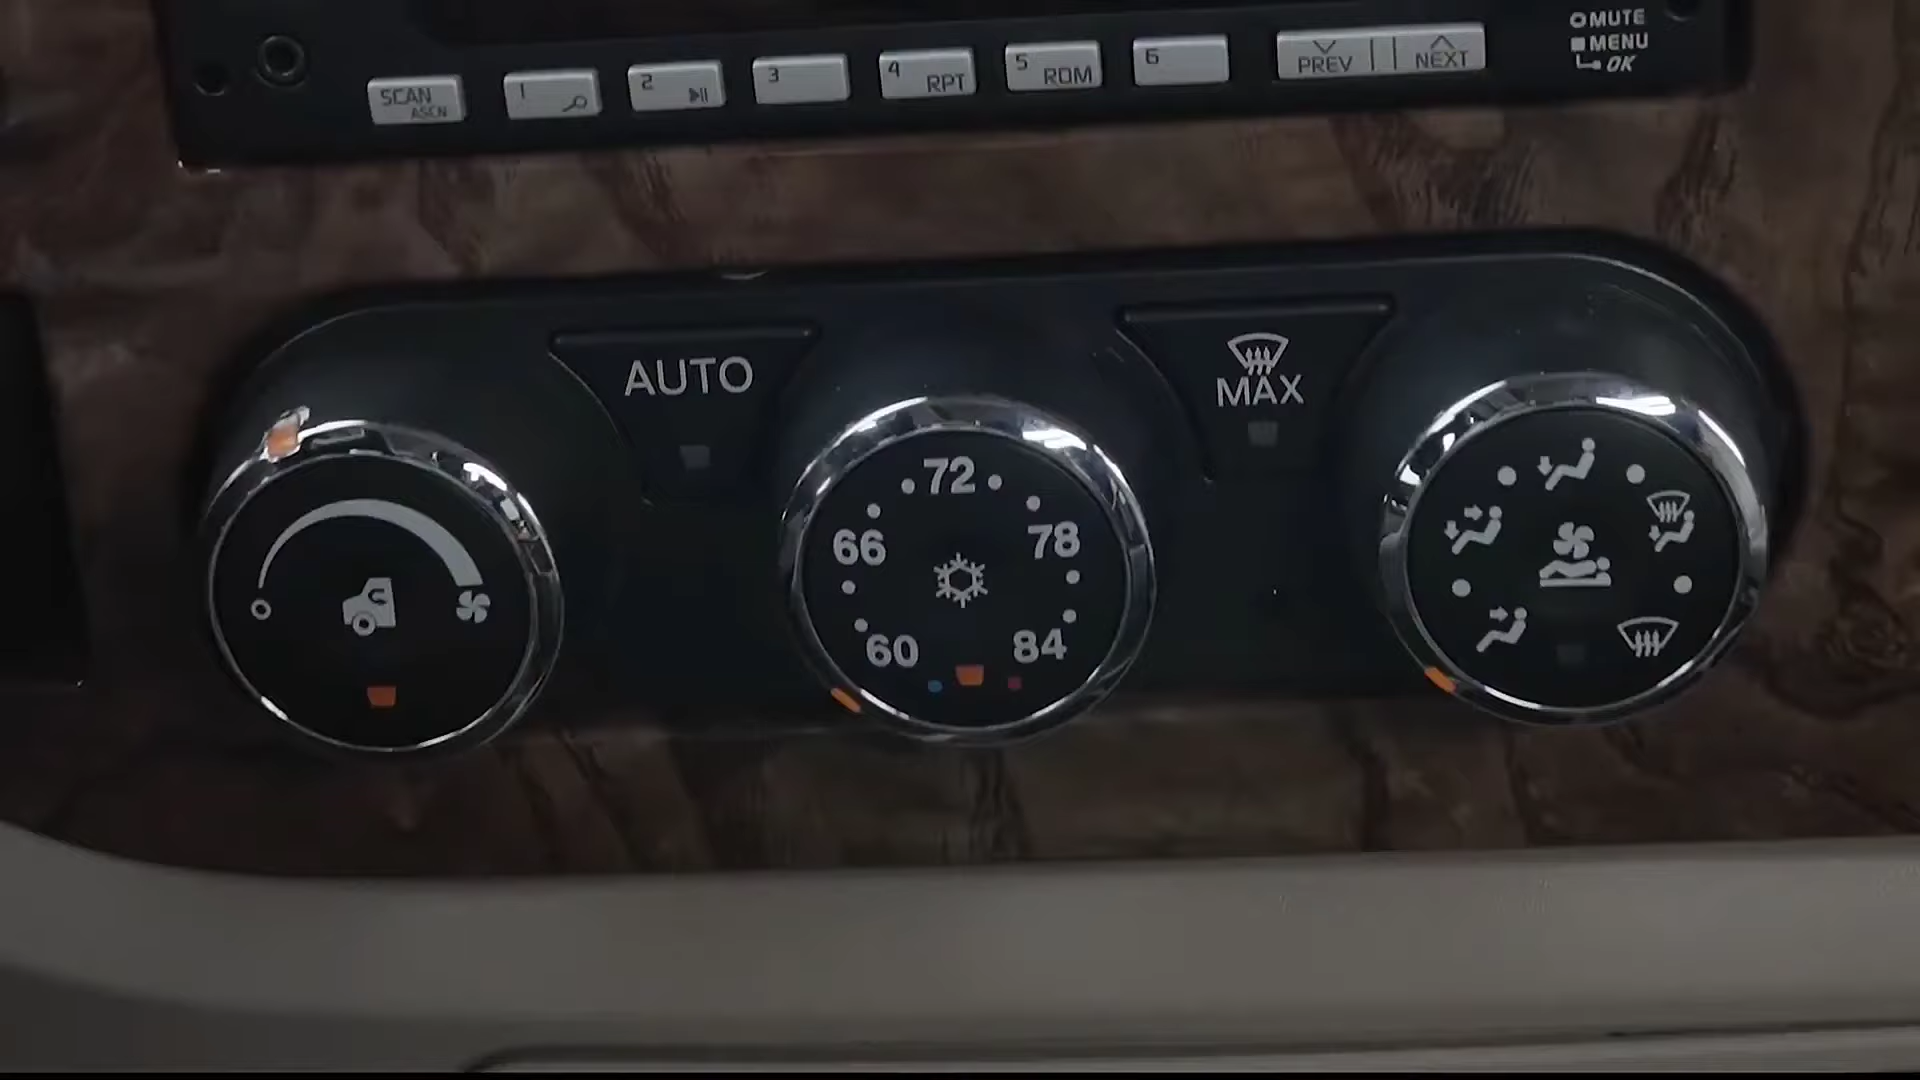 MUTE
MENU
OK
SCAN
ASCN
1
2
3
4 RPT
5 RDM
6
PREV
NEXT
AUTO
MAX
72
66
78
60
84